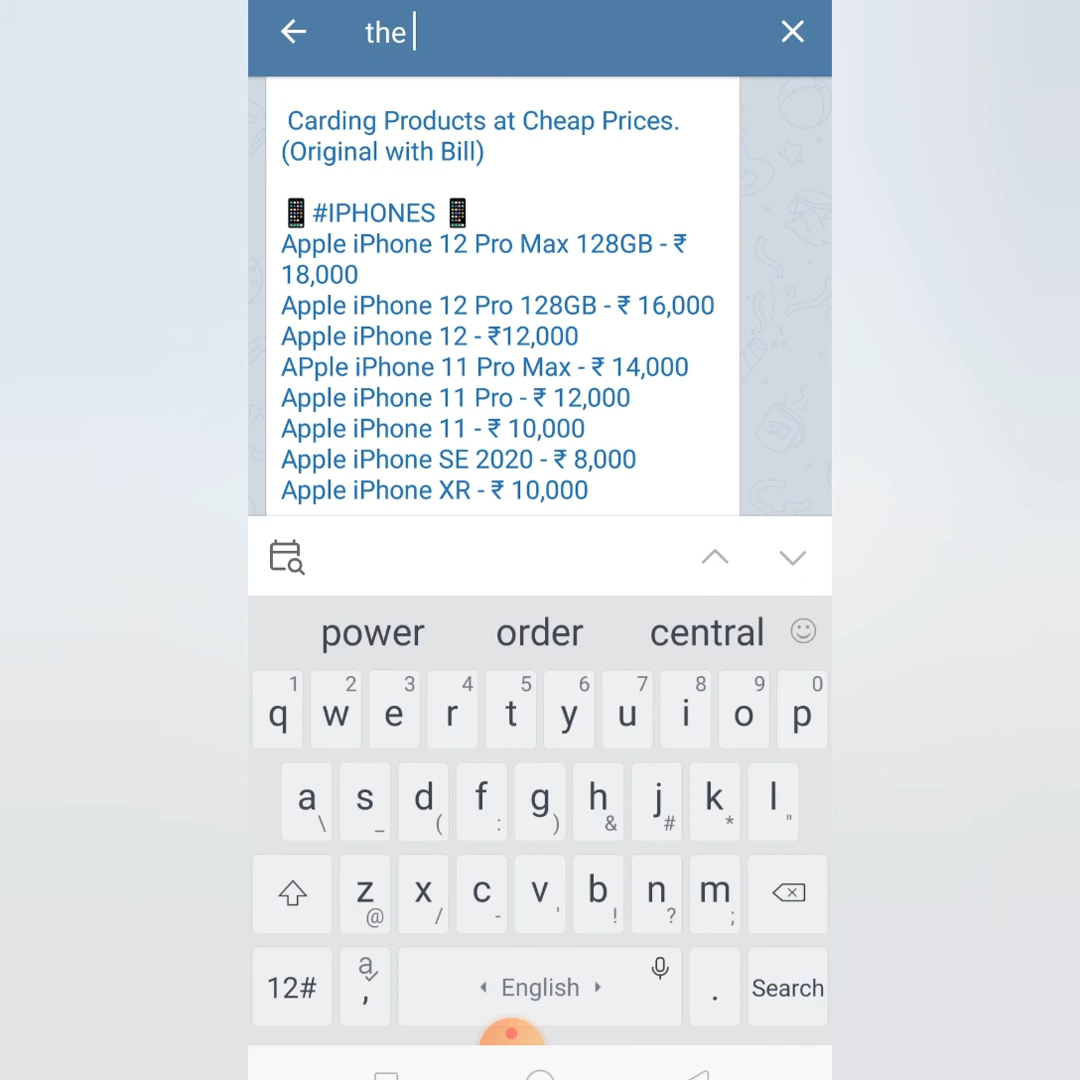 the
Carding Products at Cheap Prices.
(Original with Bill)
📱#IPHONES 📱
Apple iPhone 12 Pro Max 128GB - ₹
18,000
Apple iPhone 12 Pro 128GB - ₹ 16,000
Apple iPhone 12 - ₹12,000
APple iPhone 11 Pro Max - ₹ 14,000
Apple iPhone 11 Pro - ₹ 12,000
Apple iPhone 11 - ₹ 10,000
Apple iPhone SE 2020 - ₹ 8,000
Apple iPhone XR - ₹ 10,000
power order central
1 2 3 4 5 6 7 8 9 0
q w e r t y u i o p
a s d f g h j k l
\ _ ( : ) & # * "
z x c v b n m
@ / - ' ! ? ;
12# a , English . Search